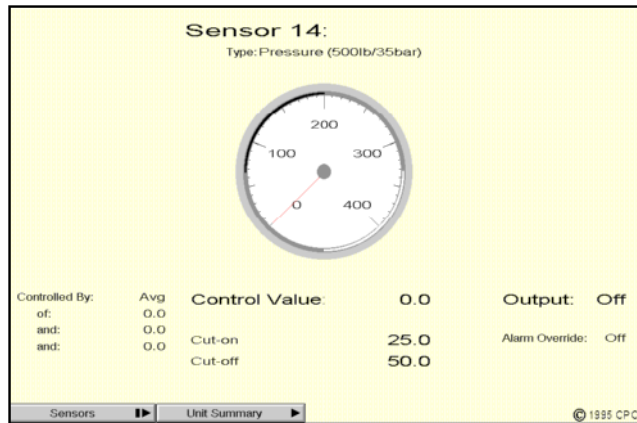 Sensor 14:
Type: Pressure (500lb/35bar)
200
100 300
0 400
Controlled By: Avg
of: 0.0
and: 0.0
and: 0.0
Control Value: 0.0
Cut-on 25.0
Cut-off 50.0
Output: Off
Alarm Override: Off
Sensors Unit Summary
© 1995 CPC